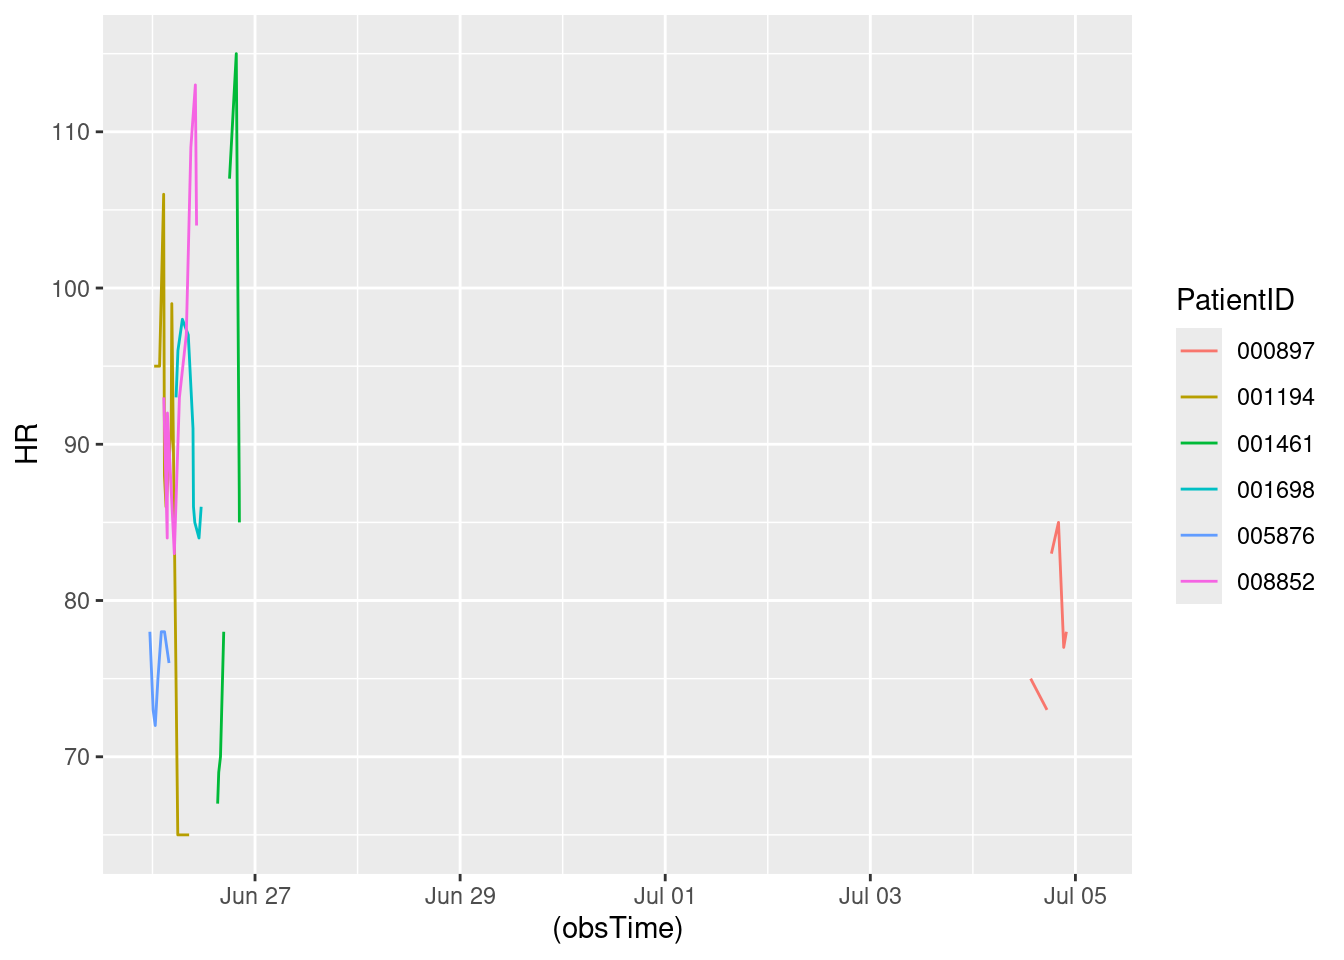 110
100
90
80
70
HR
Jun 27
Jun 29
Jul 01
Jul 03
Jul 05
(obsTime)
PatientID
000897
001194
001461
001698
005876
008852